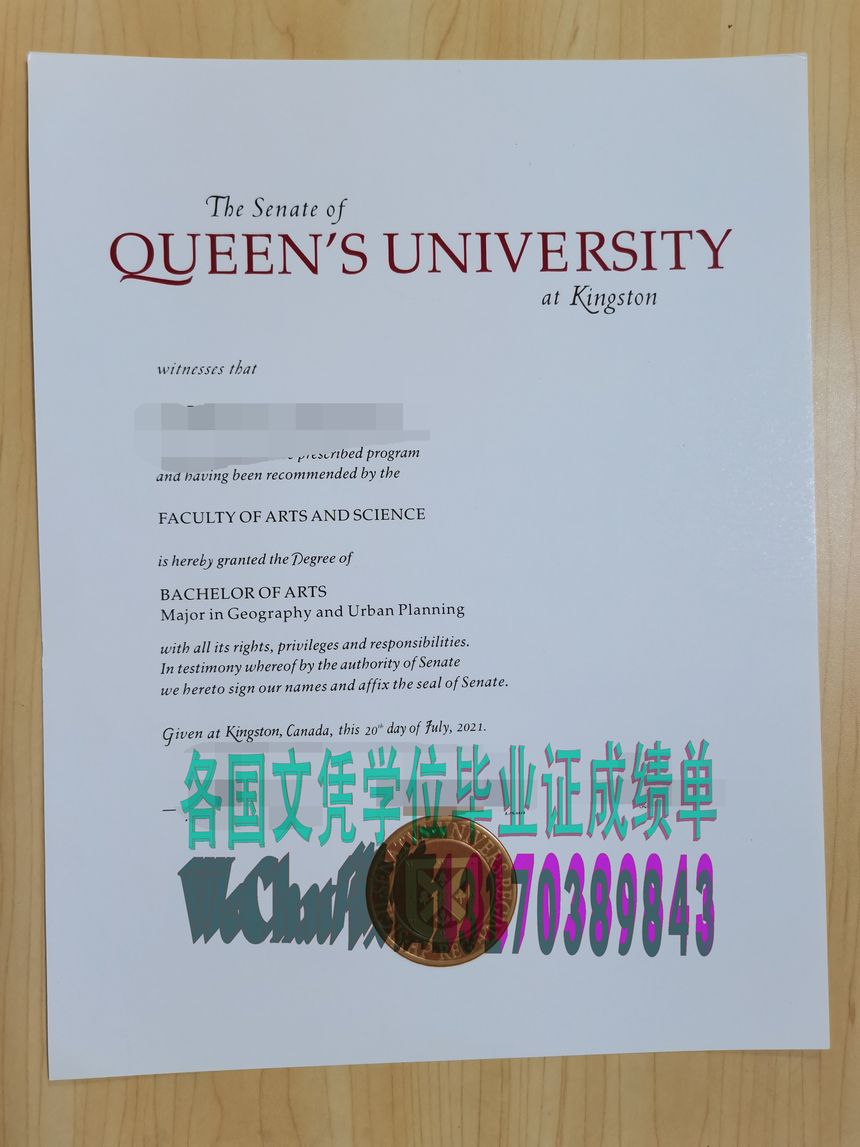 The Senate of
QUEEN'S UNIVERSITY
at Kingston
witnesses that
prescribed program
and having been recommended by the
FACULTY OF ARTS AND SCIENCE
is hereby granted the Degree of
BACHELOR OF ARTS
Major in Geography and Urban Planning
with all its rights, privileges and responsibilities.
In testimony whereof by the authority of Senate
we hereto sign our names and affix the seal of Senate.
Given at Kingston, Canada, this 20th day of July, 2021.
各国文凭学位毕业证成绩单
WeChat
70389843